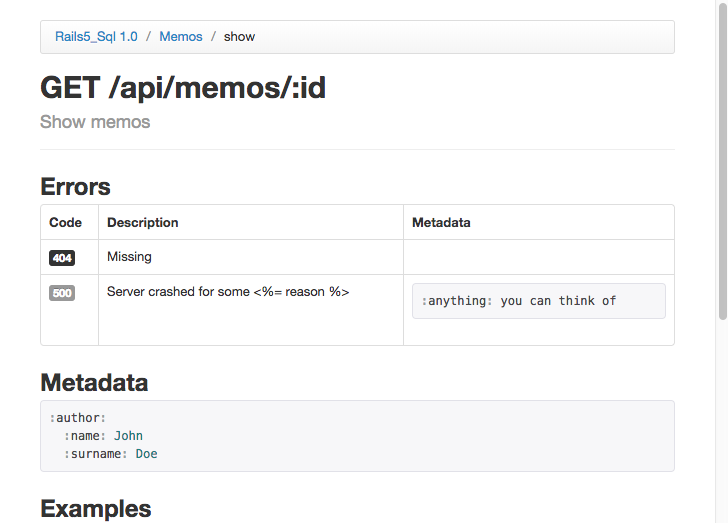 Rails5_Sql 1.0 / Memos / show
GET /api/memos/:id
Show memos
Errors
Code Description Metadata
404 Missing
500 Server crashed for some <%= reason %> :anything: you can think of
Metadata
:author:
:name: John
:surname: Doe
Examples